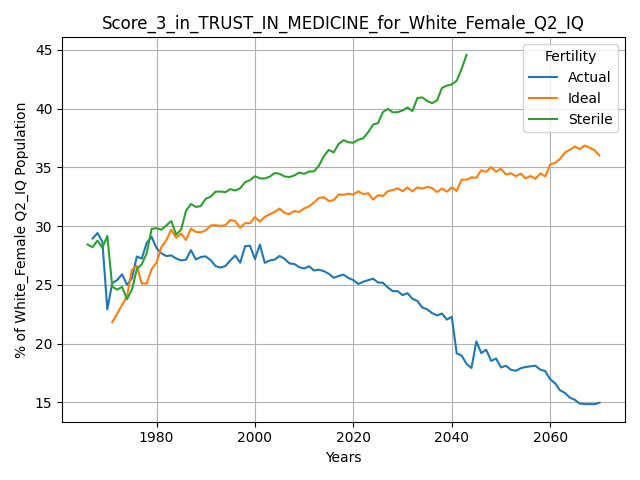 Score_3_in_TRUST_IN_MEDICINE_for_White_Female_Q2_IQ
% of White_Female Q2_IQ Population
45
40
35
30
25
20
15
Fertility
Actual
Ideal
Sterile
1980
2000
2020
2040
2060
Years